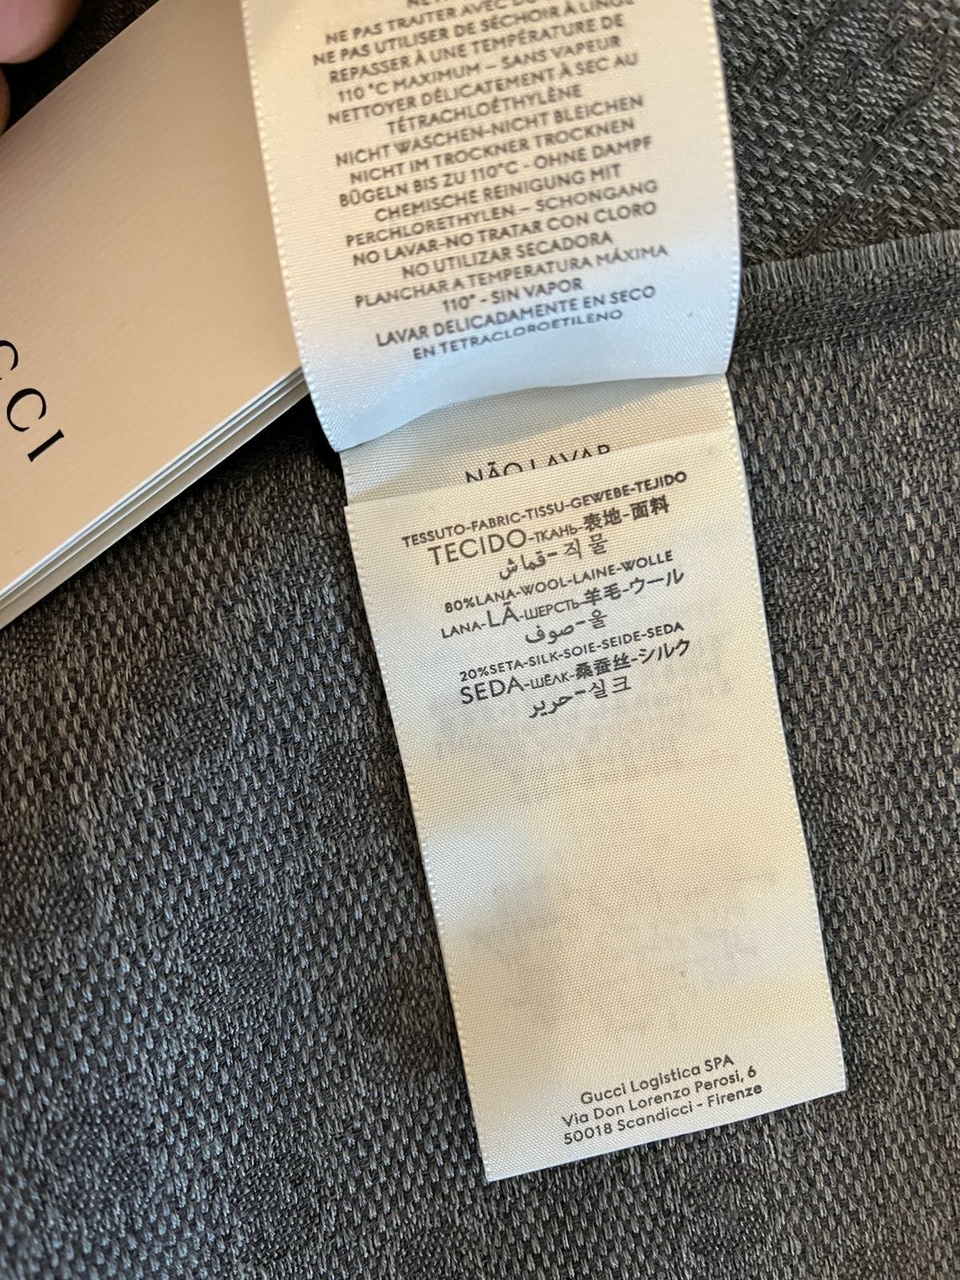 NE PAS TRAITER AVEC DU
NE PAS UTILISER DE SÉCHOIR À LINGE
REPASSER À UNE TEMPÉRATURE DE
110 °C MAXIMUM – SANS VAPEUR
NETTOYER DÉLICATEMENT À SEC AU
TÉTRACHLOÉTHYLÈNE
NICHT WASCHEN-NICHT BLEICHEN
NICHT IM TROCKNER TROCKNEN
BÜGELN BIS ZU 110°C - OHNE DAMPF
CHEMISCHE REINIGUNG MIT
PERCHLORETHYLEN – SCHONGANG
NO LAVAR-NO TRATAR CON CLORO
NO UTILIZAR SECADORA
PLANCHAR A TEMPERATURA MÁXIMA
110° - SIN VAPOR
LAVAR DELICADAMENTE EN SECO
EN TETRACLOROETILENO
NÃO LAVAR
TESSUTO-FABRIC-TISSU-GEWEBE-TEJIDO
TECIDO-ТКАНЬ-表地-面料
قماش-직물
80%LANA-WOOL-LAINE-WOLLE
LANA-LÃ-ШЕРСТЬ-羊毛-ウール
صوف-울
20%SETA-SILK-SOIE-SEIDE-SEDA
SEDA-ШЁЛК-桑蚕丝-シルク
حرير-실크
Gucci Logistica SPA
Via Don Lorenzo Perosi, 6
50018 Scandicci - Firenze
CCI